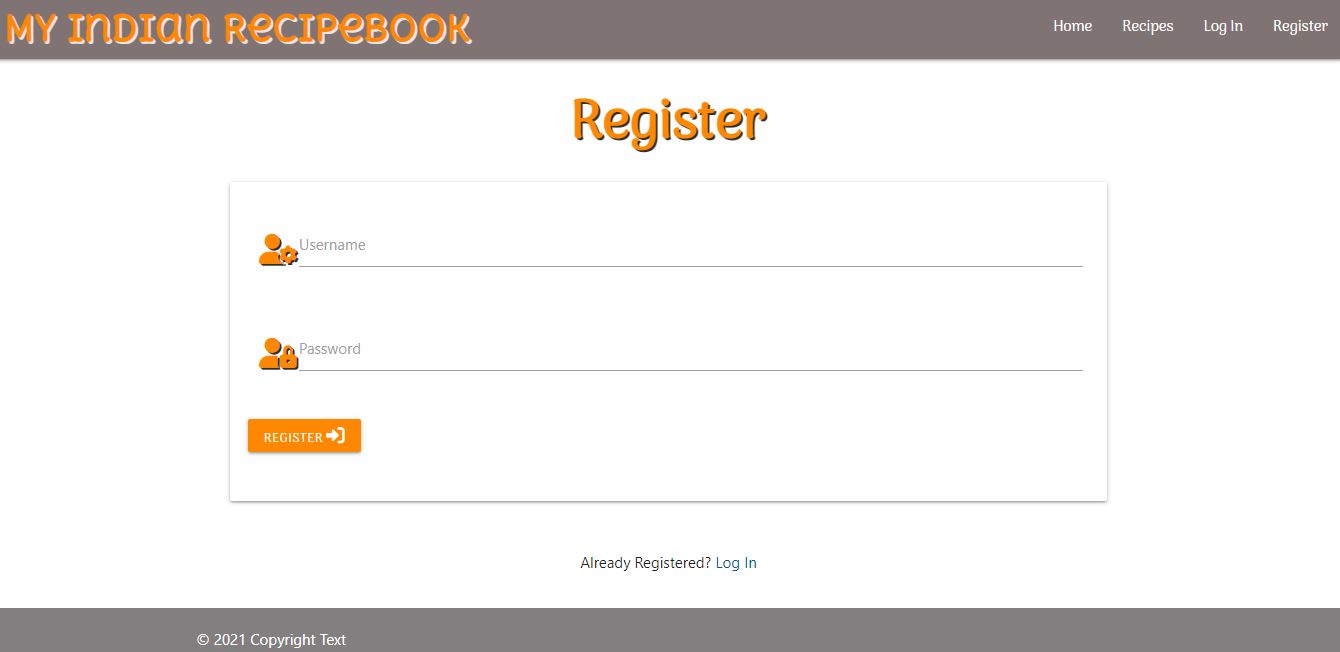 My Indian Recipebook
Home Recipes Log In Register
Register
Username
Password
REGISTER
Already Registered? Log In
© 2021 Copyright Text